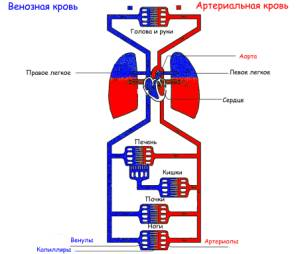 Венозная кровь
Артериальная кровь
Голова и руки
Аорта
Правое легкое
Левое легкое
Сердце
Печень
Кишки
Почки
Ноги
Венулы
Артериолы
Капилляры